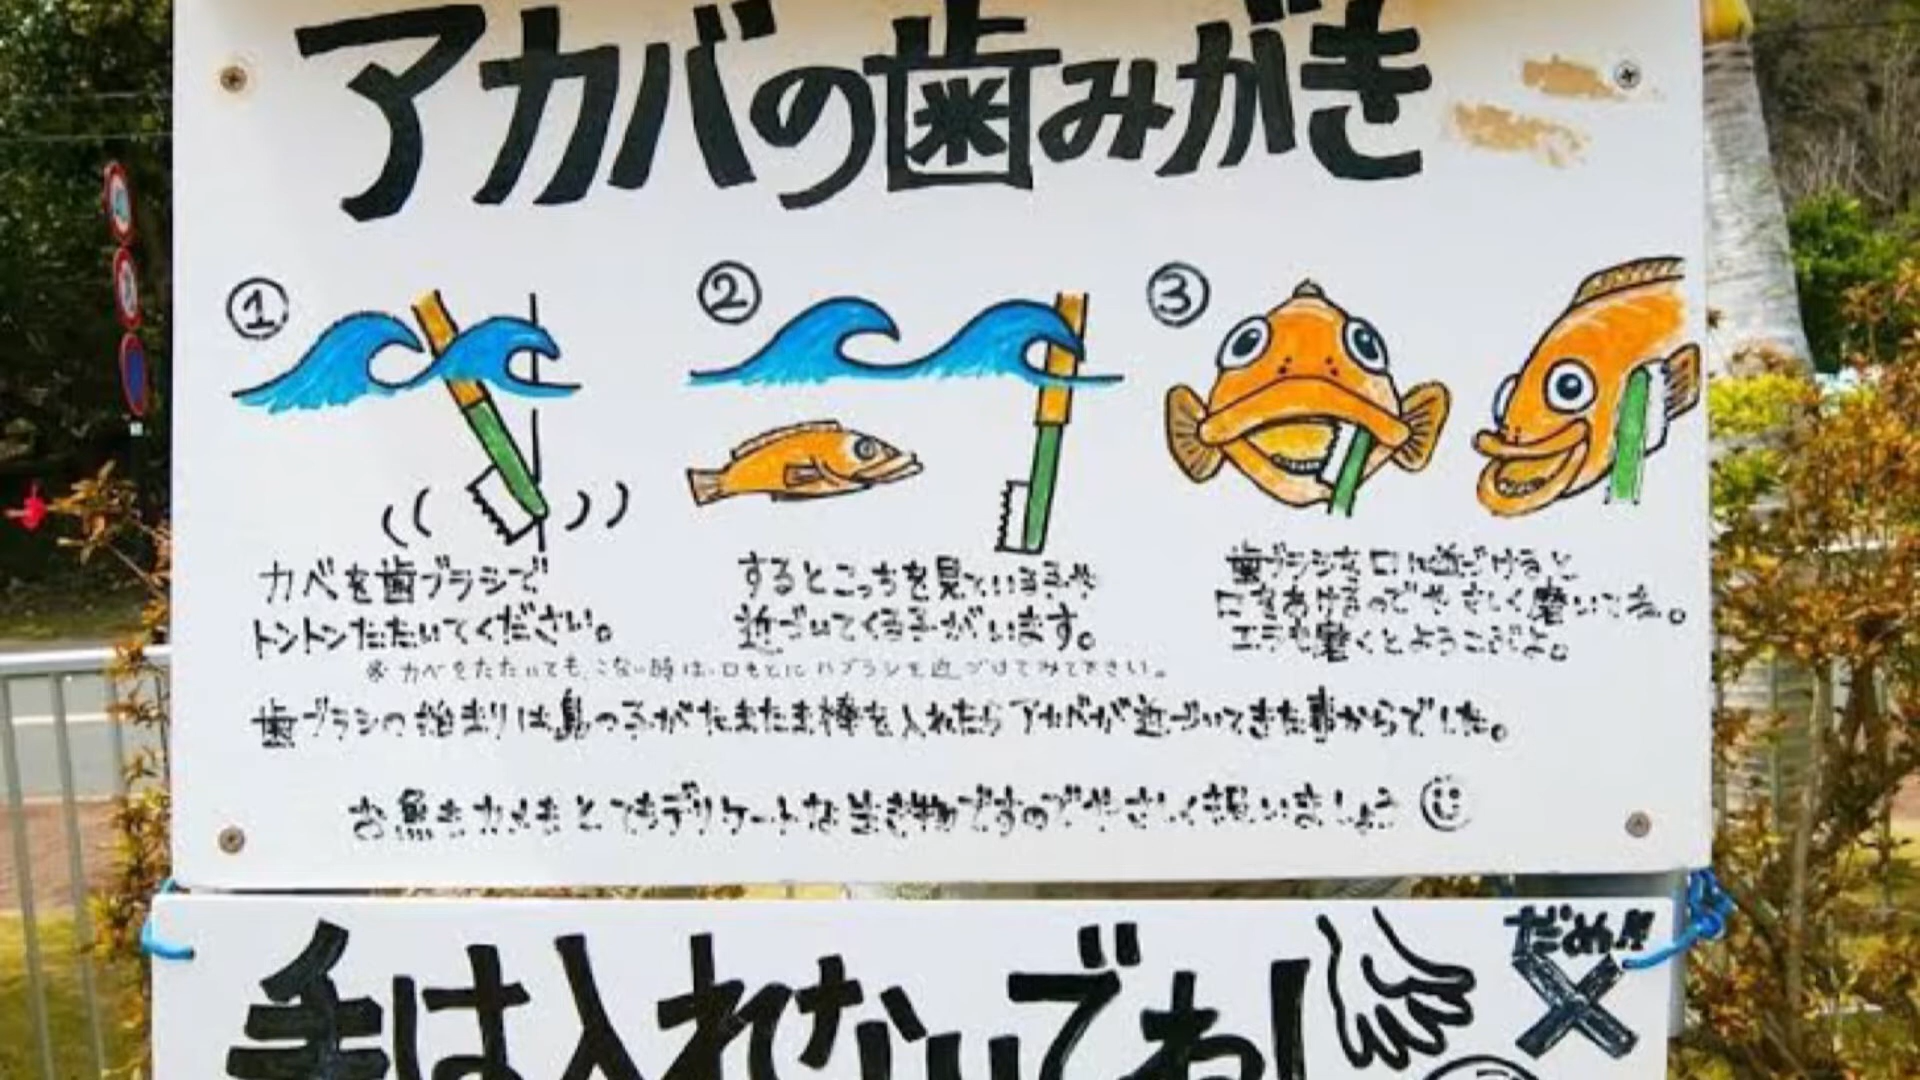 アカバの歯みがき
①
②
③
カベを歯ブラシで
トントンたたいてください。
するとこっちを見ている子や
近づいてくる子がいます。
歯ブラシを口に近づけると
口をあけるのでやさしく磨いてね。
エラも磨くとよろこぶよ。
※カベをたたいても、こない時は、口もとにハブラシを近づけてみて下さい。
歯ブラシの始まりは島の子がたまたま棒を入れたらアカバが近づいてきた事からでした。
お魚もカメもとてもデリケートな生き物ですのでやさしく扱いましょう
手は入れないでね!
だめ!!